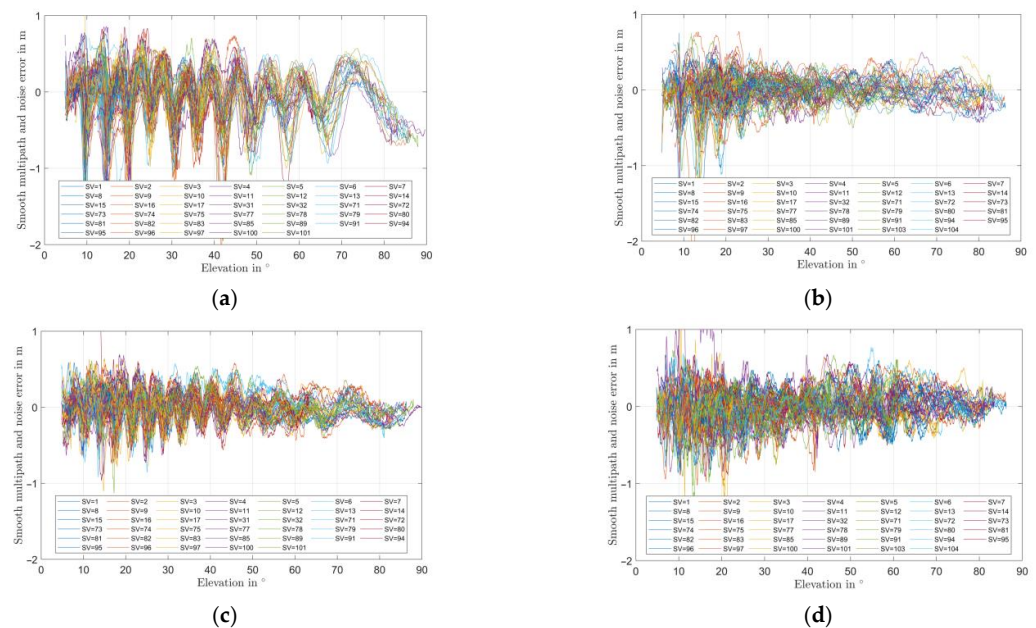 Smooth multipath and noise error in m
1
0
−1
−2
SV=1 SV=2 SV=3 SV=4 SV=5 SV=6 SV=7
SV=8 SV=9 SV=10 SV=11 SV=12 SV=13 SV=14
SV=15 SV=16 SV=17 SV=31 SV=32 SV=71 SV=72
SV=73 SV=74 SV=75 SV=77 SV=78 SV=79 SV=80
SV=81 SV=82 SV=83 SV=85 SV=89 SV=91 SV=94
SV=95 SV=96 SV=97 SV=100 SV=101
0 10 20 30 40 50 60 70 80 90
Elevation in °
(a)
Smooth multipath and noise error in m
1
0
−1
−2
SV=1 SV=2 SV=3 SV=4 SV=5 SV=6 SV=7
SV=8 SV=9 SV=10 SV=11 SV=12 SV=13 SV=14
SV=15 SV=16 SV=17 SV=32 SV=71 SV=72 SV=73
SV=74 SV=75 SV=77 SV=78 SV=79 SV=80 SV=81
SV=82 SV=83 SV=85 SV=89 SV=91 SV=94 SV=95
SV=96 SV=97 SV=100 SV=101 SV=103 SV=104
0 10 20 30 40 50 60 70 80 90
Elevation in °
(b)
Smooth multipath and noise error in m
1
0
−1
−2
SV=1 SV=2 SV=3 SV=4 SV=5 SV=6 SV=7
SV=8 SV=9 SV=10 SV=11 SV=12 SV=13 SV=14
SV=15 SV=16 SV=17 SV=31 SV=32 SV=71 SV=72
SV=73 SV=74 SV=75 SV=77 SV=78 SV=79 SV=80
SV=81 SV=82 SV=83 SV=85 SV=89 SV=91 SV=94
SV=95 SV=96 SV=97 SV=100 SV=101
0 10 20 30 40 50 60 70 80 90
Elevation in °
(c)
Smooth multipath and noise error in m
1
0
−1
−2
SV=1 SV=2 SV=3 SV=4 SV=5 SV=6 SV=7
SV=8 SV=9 SV=10 SV=11 SV=12 SV=13 SV=14
SV=15 SV=16 SV=17 SV=32 SV=71 SV=72 SV=73
SV=74 SV=75 SV=77 SV=78 SV=79 SV=80 SV=81
SV=82 SV=83 SV=85 SV=89 SV=91 SV=94 SV=95
SV=96 SV=97 SV=100 SV=101 SV=103 SV=104
0 10 20 30 40 50 60 70 80 90
Elevation in °
(d)